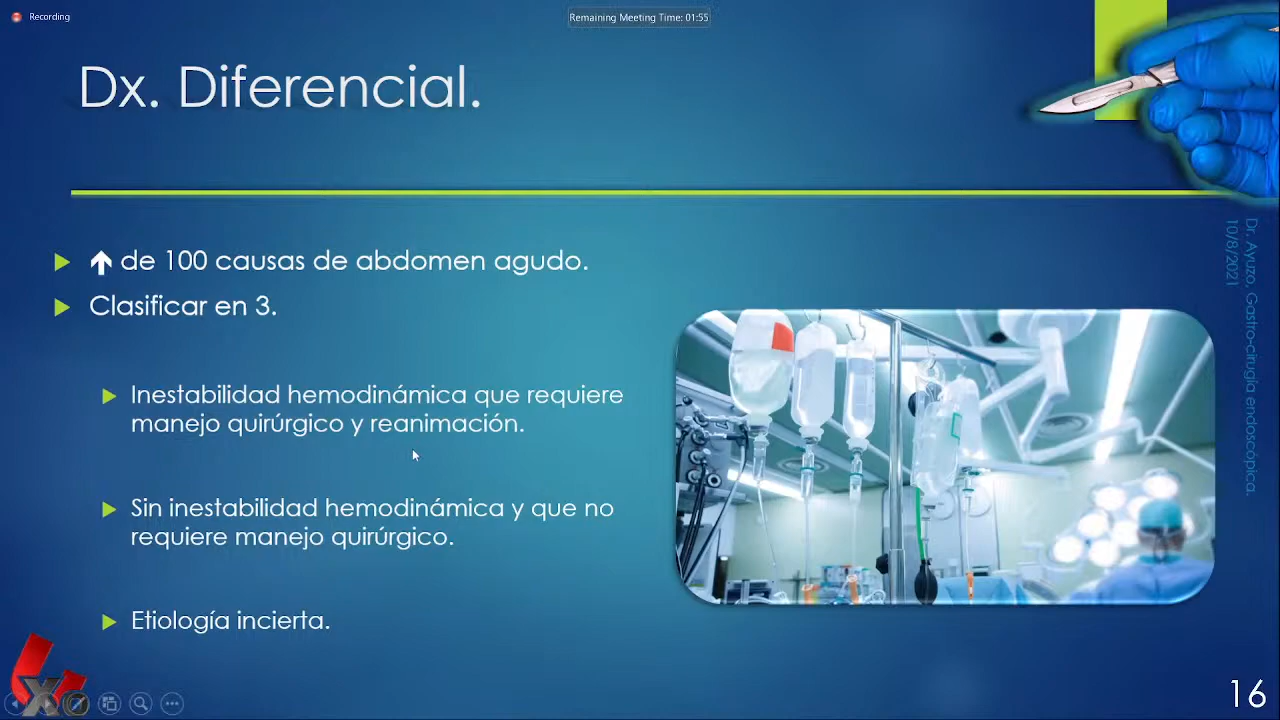 Recording
Remaining Meeting Time: 01:55
Dx. Diferencial.
de 100 causas de abdomen agudo.
Clasificar en 3.
Inestabilidad hemodinámica que requiere
manejo quirúrgico y reanimación.
Sin inestabilidad hemodinámica y que no
requiere manejo quirúrgico.
Etiología incierta.
Dr. Ayuzo, Gastro-cirugía endoscópica.
10/8/2021
16